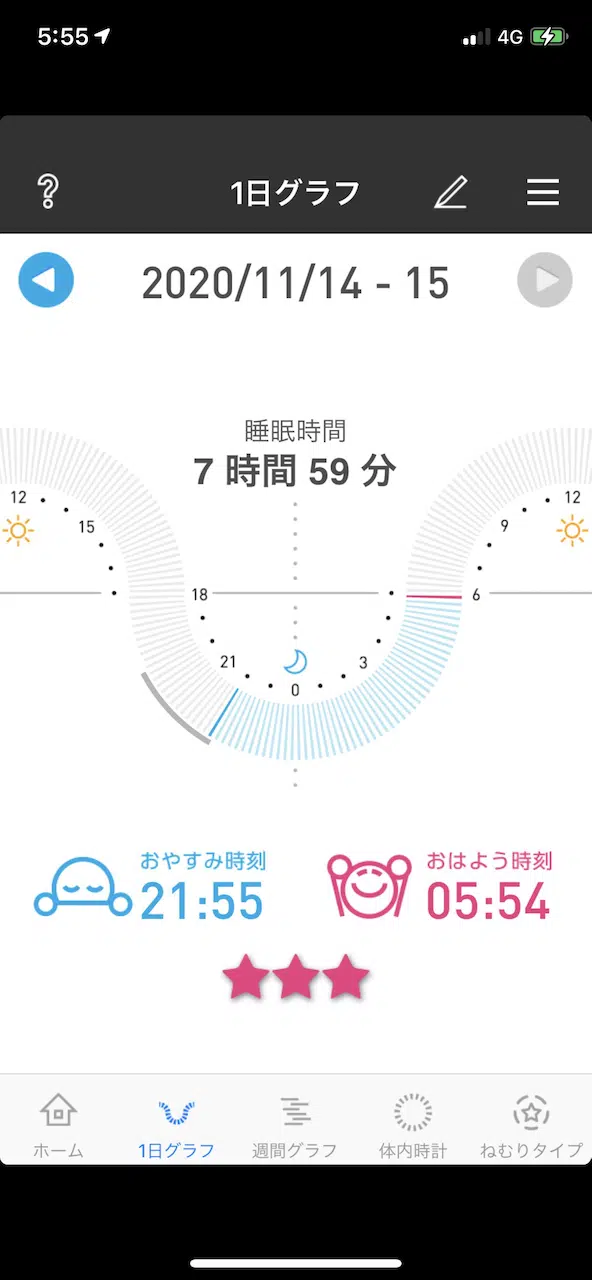 5:55
4G
1日グラフ
2020/11/14 - 15
睡眠時間
7 時間 59 分
12
12
15
9
18
6
21
3
0
おやすみ時刻
21:55
おはよう時刻
05:54
ホーム
1日グラフ
週間グラフ
体内時計
ねむりタイプ